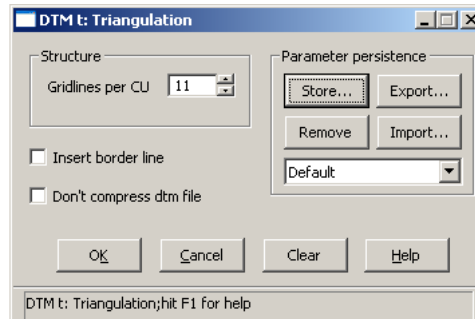 DTM t: Triangulation
Structure
Gridlines per CU 11
Insert border line
Don't compress dtm file
Parameter persistence
Store... Export...
Remove Import...
Default
OK Cancel Clear Help
DTM t: Triangulation;hit F1 for help